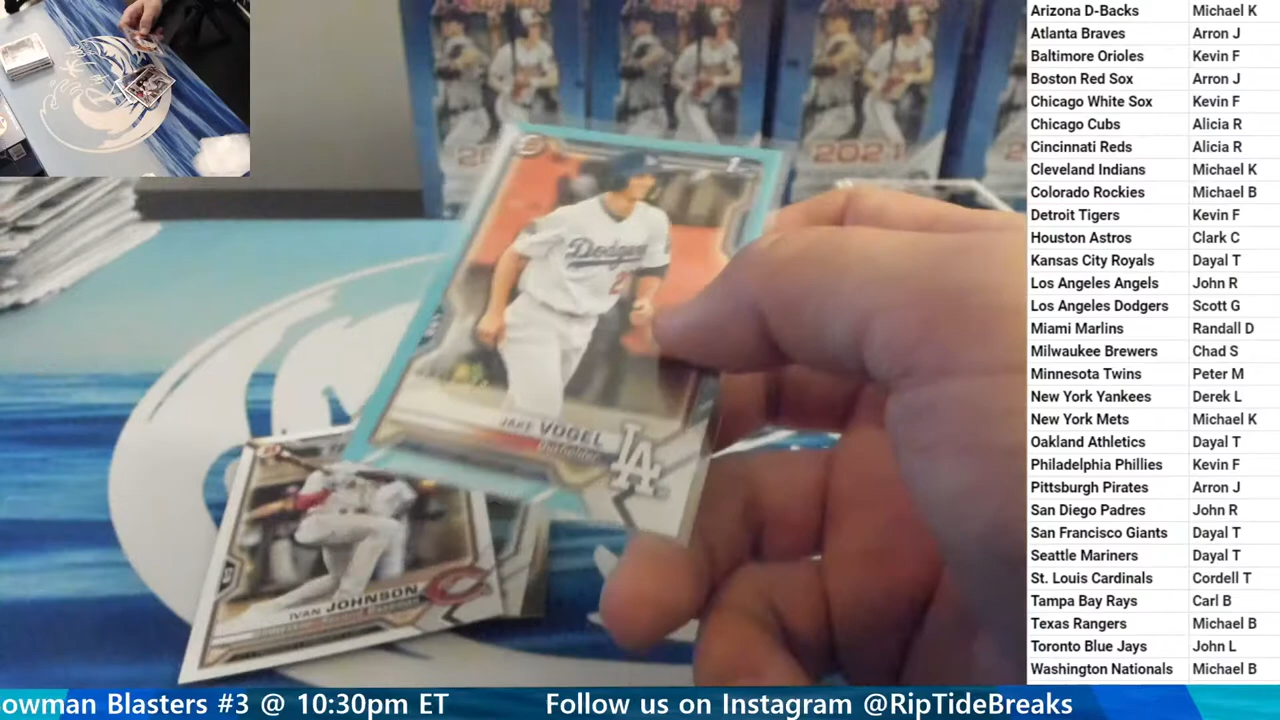 2021
Dodgers
JAKE VOGEL
Outfielder
LA
IVAN JOHNSON
C
Arizona D-Backs Michael K
Atlanta Braves Arron J
Baltimore Orioles Kevin F
Boston Red Sox Arron J
Chicago White Sox Kevin F
Chicago Cubs Alicia R
Cincinnati Reds Alicia R
Cleveland Indians Michael K
Colorado Rockies Michael B
Detroit Tigers Kevin F
Houston Astros Clark C
Kansas City Royals Dayal T
Los Angeles Angels John R
Los Angeles Dodgers Scott G
Miami Marlins Randall D
Milwaukee Brewers Chad S
Minnesota Twins Peter M
New York Yankees Derek L
New York Mets Michael K
Oakland Athletics Dayal T
Philadelphia Phillies Kevin F
Pittsburgh Pirates Arron J
San Diego Padres John R
San Francisco Giants Dayal T
Seattle Mariners Dayal T
St. Louis Cardinals Cordell T
Tampa Bay Rays Carl B
Texas Rangers Michael B
Toronto Blue Jays John L
Washington Nationals Michael B
owman Blasters #3 @ 10:30pm ET Follow us on Instagram @RipTideBreaks